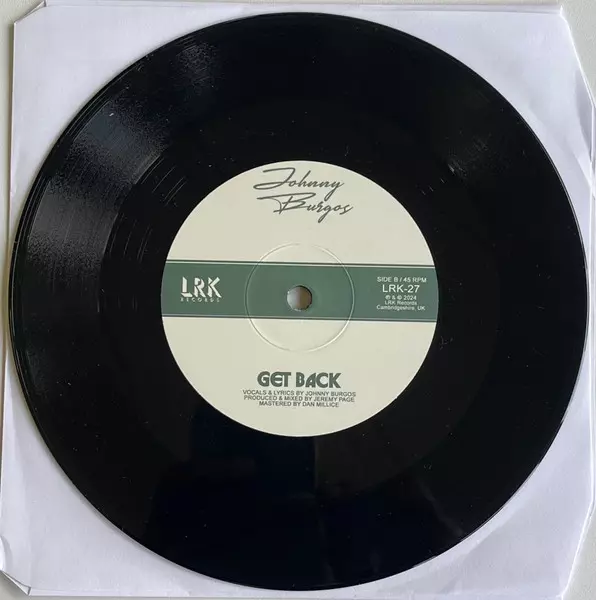 Johnny
Burgos
LRK
RECORDS
SIDE B / 45 RPM
LRK-27
℗ & © 2024
LRK Records
Cambridgeshire, UK
GET BACK
VOCALS & LYRICS BY JOHNNY BURGOS
PRODUCED & MIXED BY JEREMY PAGE
MASTERED BY DAN MILLICE